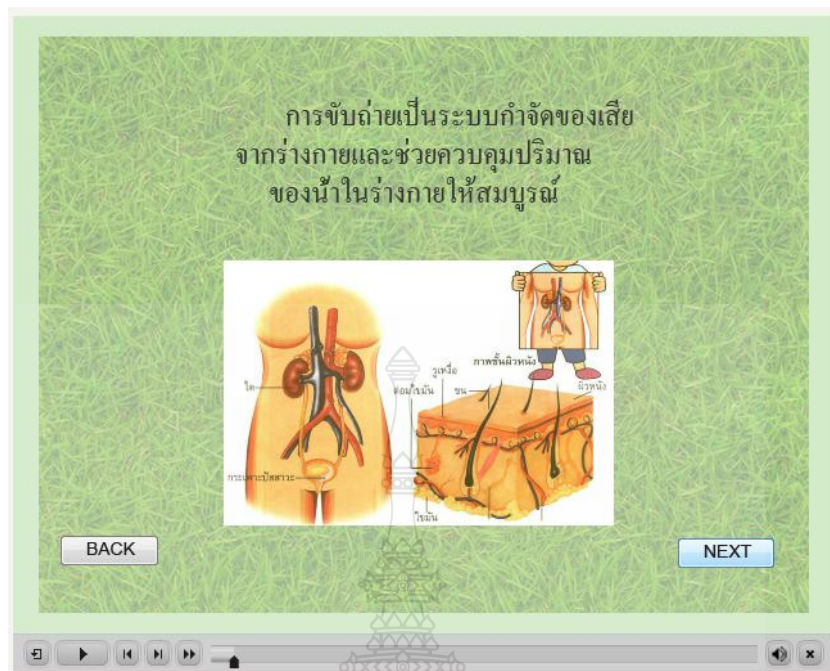 การขับถ่ายเป็นระบบกำจัดของเสีย
จากร่างกายและช่วยควบคุมปริมาณ
ของน้ำในร่างกายให้สมบูรณ์
ภาพชั้นผิวหนัง
รูเหงื่อ
ไต
ต่อมไขมัน
ขน
ผิวหนัง
กระเพาะปัสสาวะ
ไขมัน
BACK
NEXT